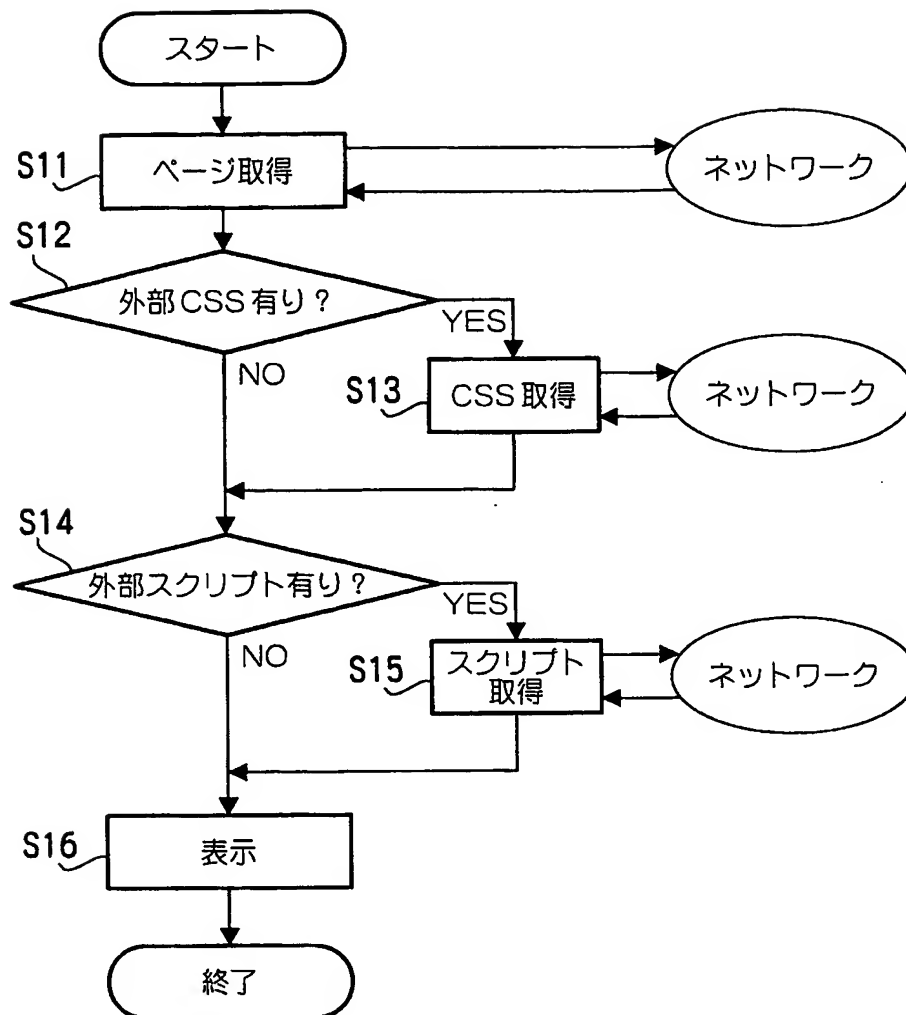 スタート
S11
ページ取得
ネットワーク
S12
外部CSS有り?
YES
NO
S13
CSS取得
ネットワーク
S14
外部スクリプト有り?
YES
NO
S15
スクリプト
取得
ネットワーク
S16
表示
終了